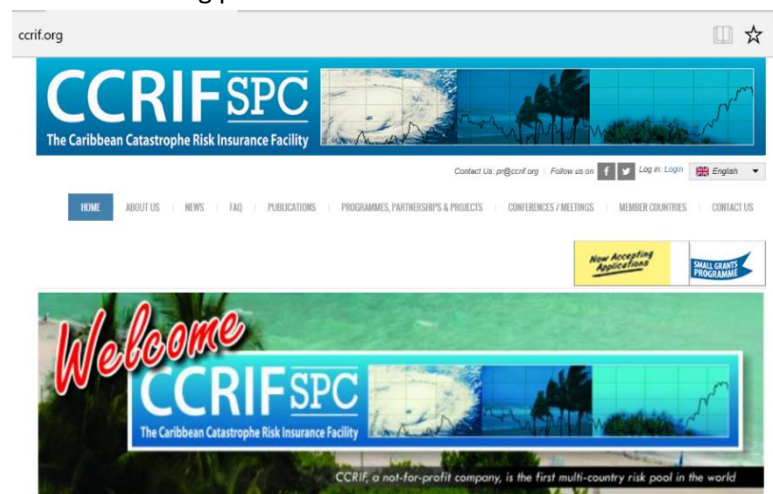 ccrif.org
CCRIF SPC
The Caribbean Catastrophe Risk Insurance Facility
Contact Us: pr@ccrif.org | Follow us on f Log in: Login English
HOME ABOUT US NEWS FAQ PUBLICATIONS PROGRAMMES, PARTNERSHIPS & PROJECTS CONFERENCES / MEETINGS MEMBER COUNTRIES CONTACT US
Now Accepting
Applications
SMALL GRANTS
PROGRAMME
Welcome
CCRIF SPC
The Caribbean Catastrophe Risk Insurance Facility
CCRIF, a not-for-profit company, is the first multi-country risk pool in the world